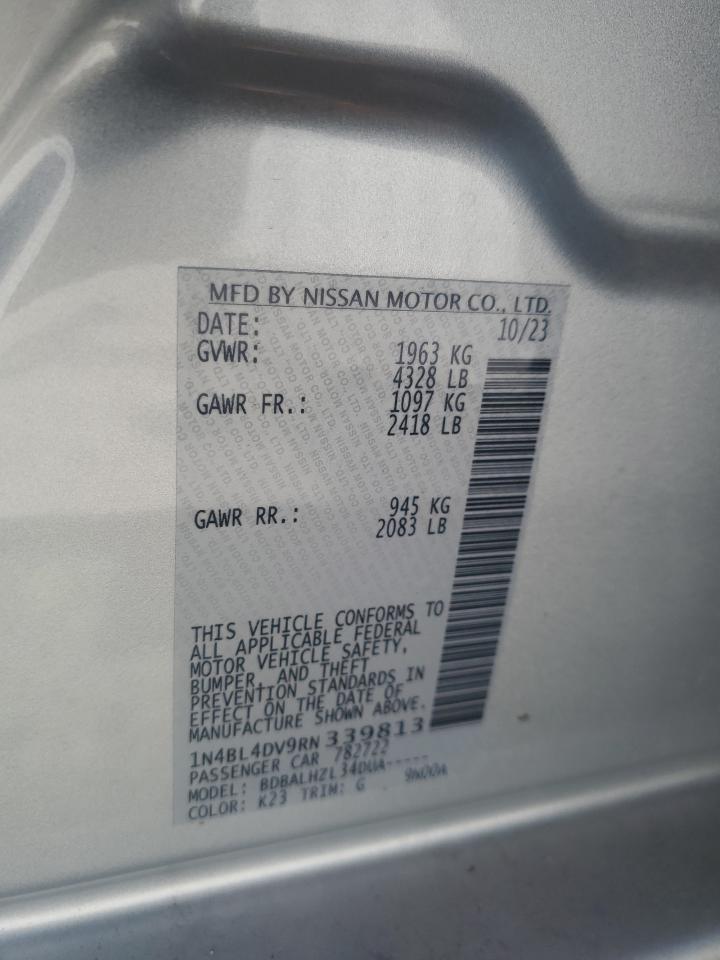 MFD BY NISSAN MOTOR CO., LTD.
DATE: 10/23
GVWR: 1963 KG
4328 LB
GAWR FR.: 1097 KG
2418 LB
GAWR RR.: 945 KG
2083 LB
THIS VEHICLE CONFORMS TO
ALL APPLICABLE FEDERAL
MOTOR VEHICLE SAFETY,
BUMPER, AND THEFT
PREVENTION STANDARDS IN
EFFECT ON THE DATE OF
MANUFACTURE SHOWN ABOVE.
1N4BL4DV9RN339813
PASSENGER CAR 782722
MODEL: BDBALHZL34DUA-----
COLOR: K23 TRIM: G